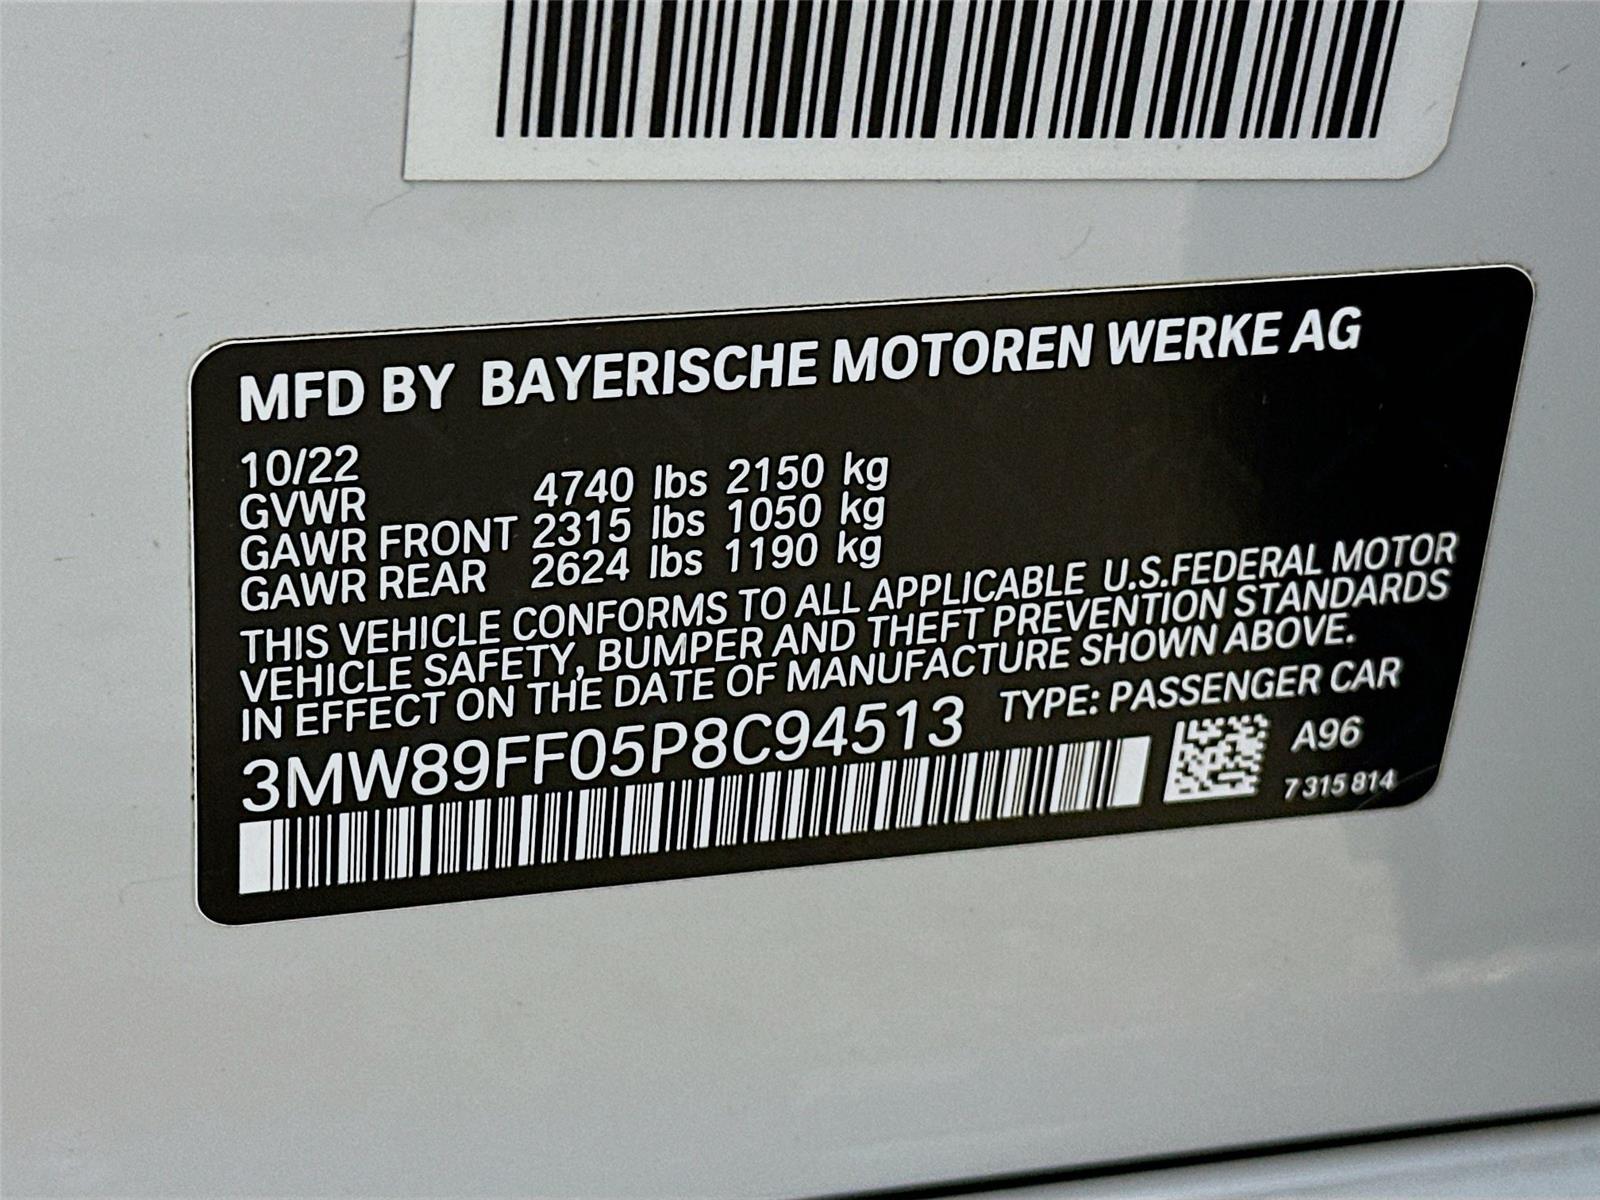 MFD BY BAYERISCHE MOTOREN WERKE AG
10/22
GVWR 4740 lbs 2150 kg
GAWR FRONT 2315 lbs 1050 kg
GAWR REAR 2624 lbs 1190 kg
THIS VEHICLE CONFORMS TO ALL APPLICABLE U.S.FEDERAL MOTOR
VEHICLE SAFETY, BUMPER AND THEFT PREVENTION STANDARDS
IN EFFECT ON THE DATE OF MANUFACTURE SHOWN ABOVE.
3MW89FF05P8C94513 TYPE: PASSENGER CAR
A96
7 315 814